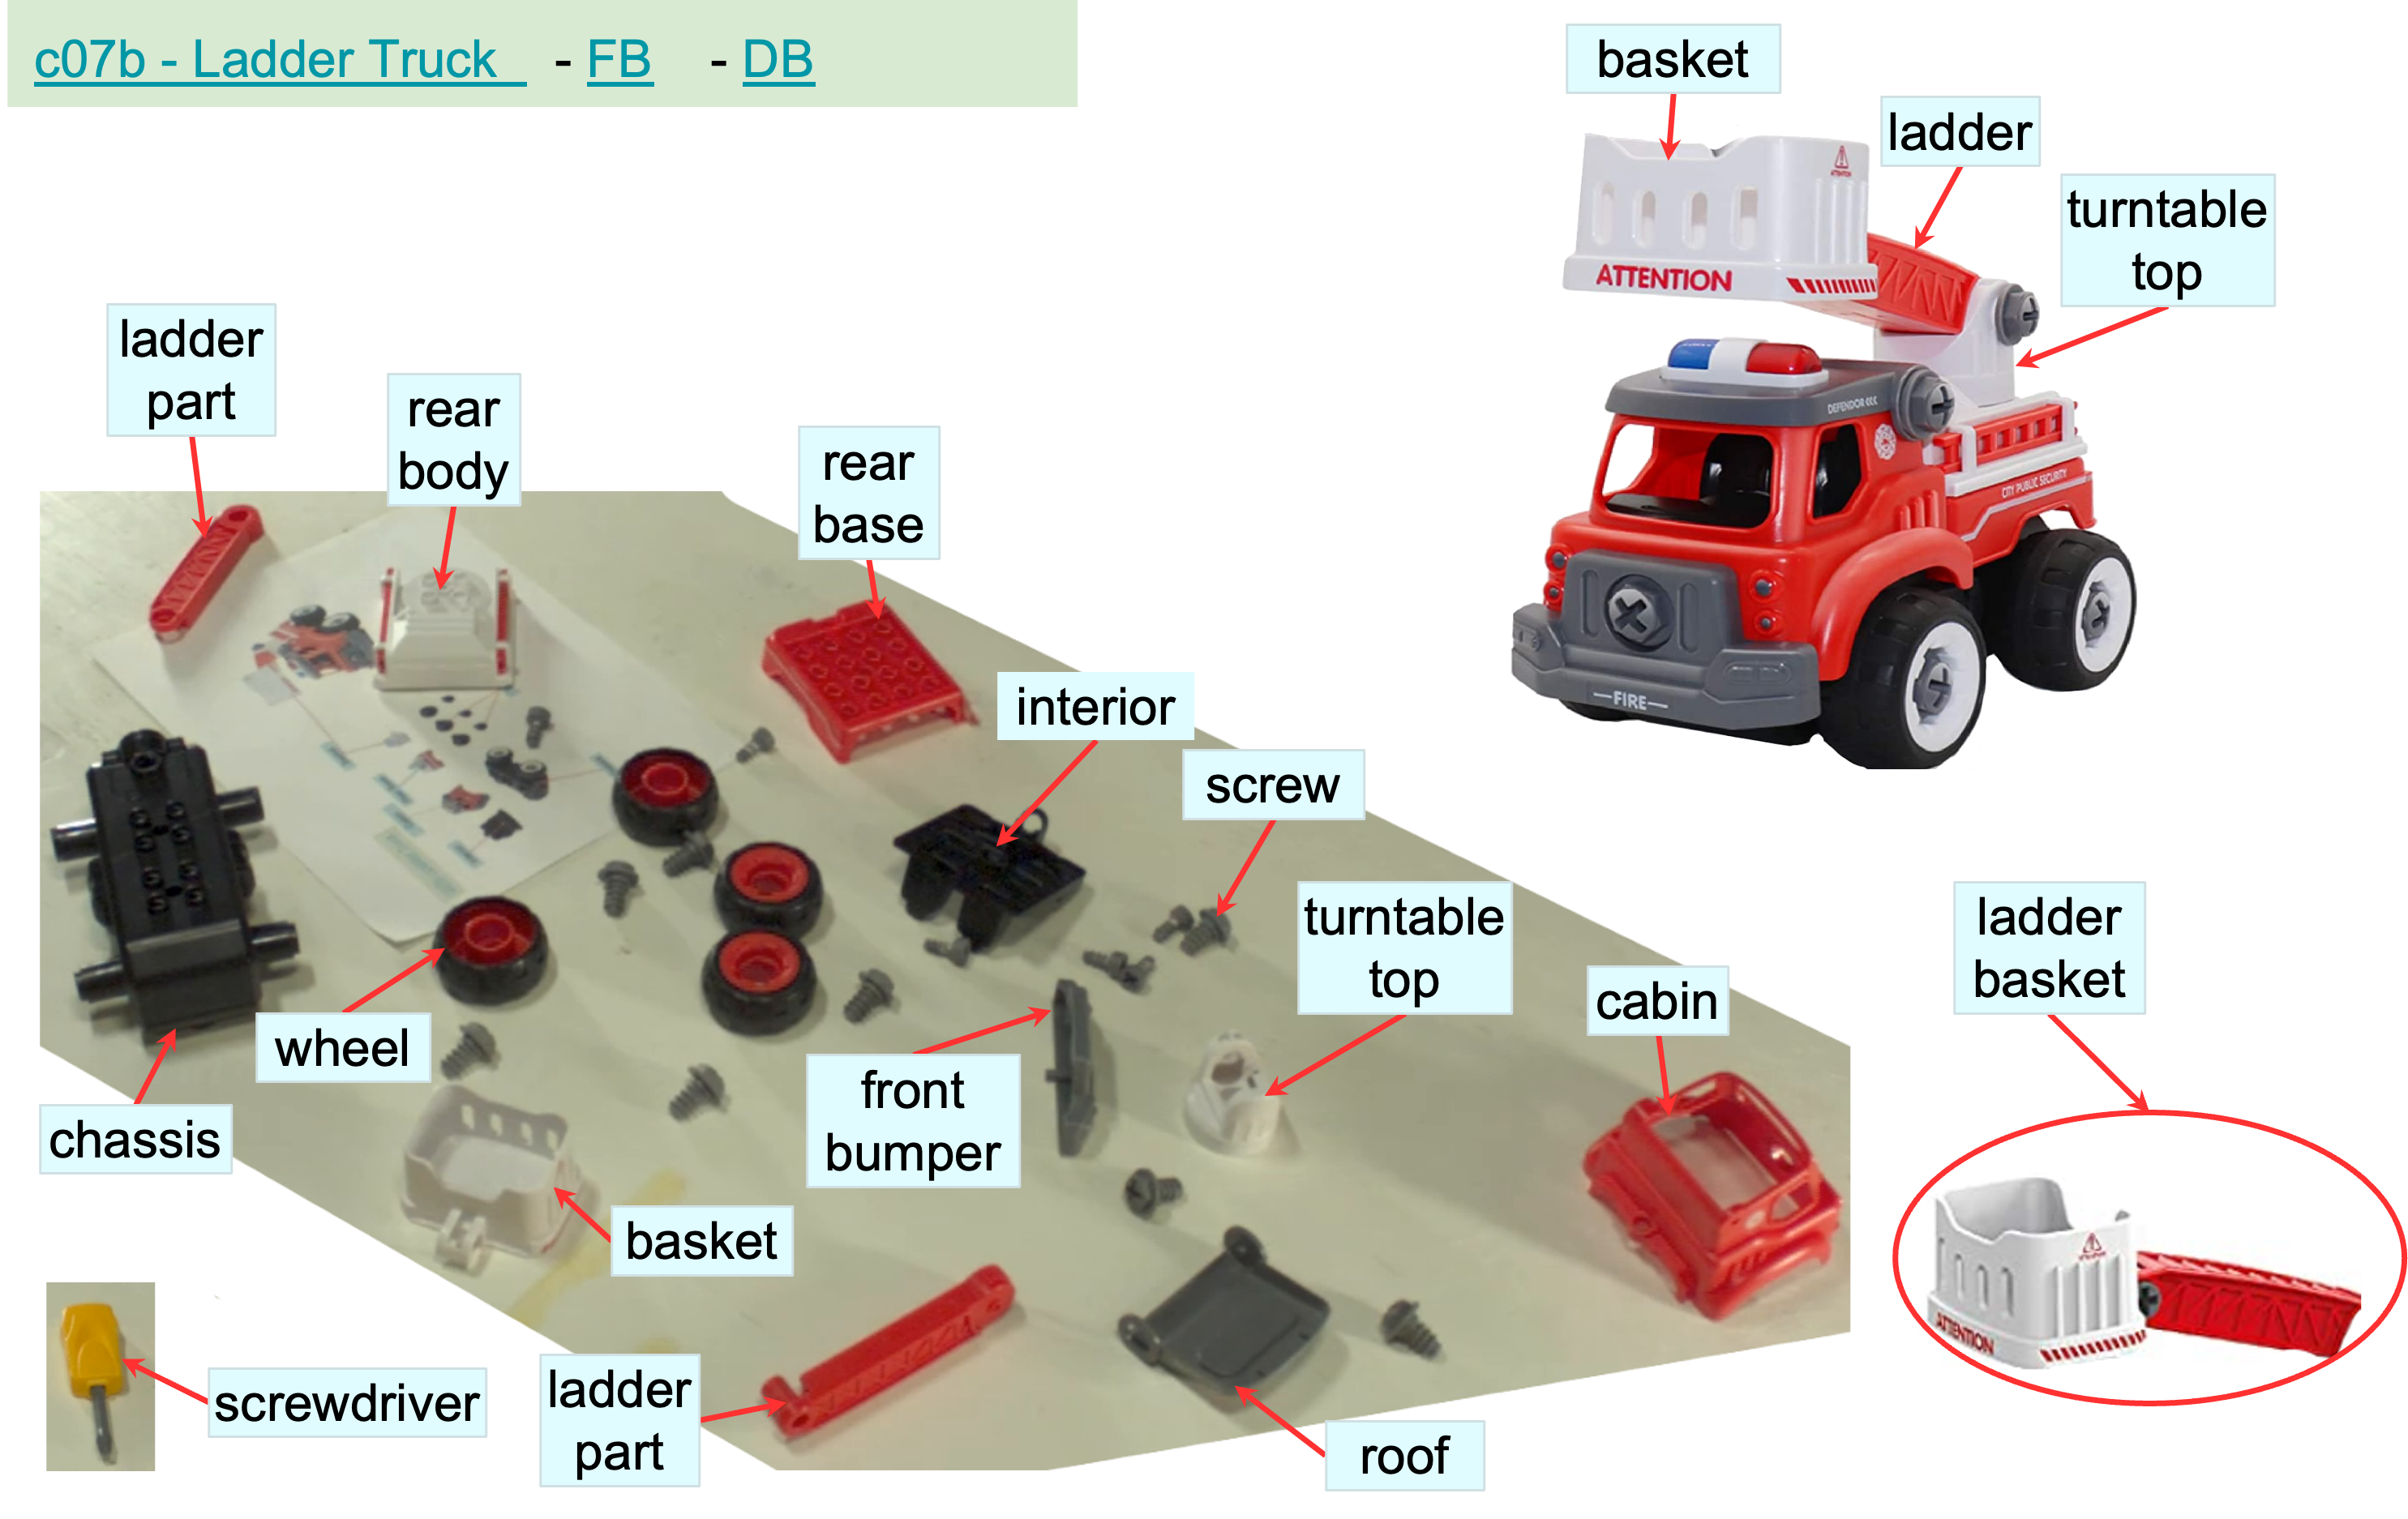 c07b - Ladder Truck - FB - DB
basket
ladder
turntable
top
ATTENTION
ATTENTION
DEFENDOR
CITY PUBLIC SECURITY
FIRE
ladder
part
rear
body
rear
base
interior
screw
turntable
top
ladder
basket
cabin
wheel
front
bumper
chassis
basket
screwdriver
ladder
part
roof
ATTENTION